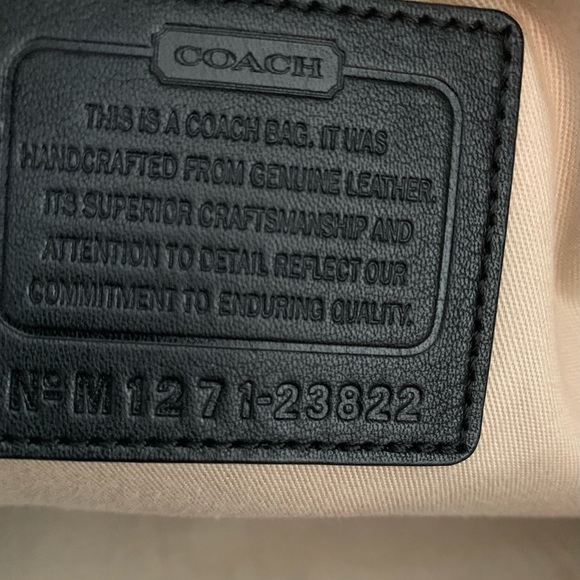 COACH
THIS IS A COACH BAG. IT WAS
HANDCRAFTED FROM GENUINE LEATHER.
ITS SUPERIOR CRAFTSMANSHIP AND
ATTENTION TO DETAIL REFLECT OUR
COMMITMENT TO ENDURING QUALITY.
Nº M1271-23822